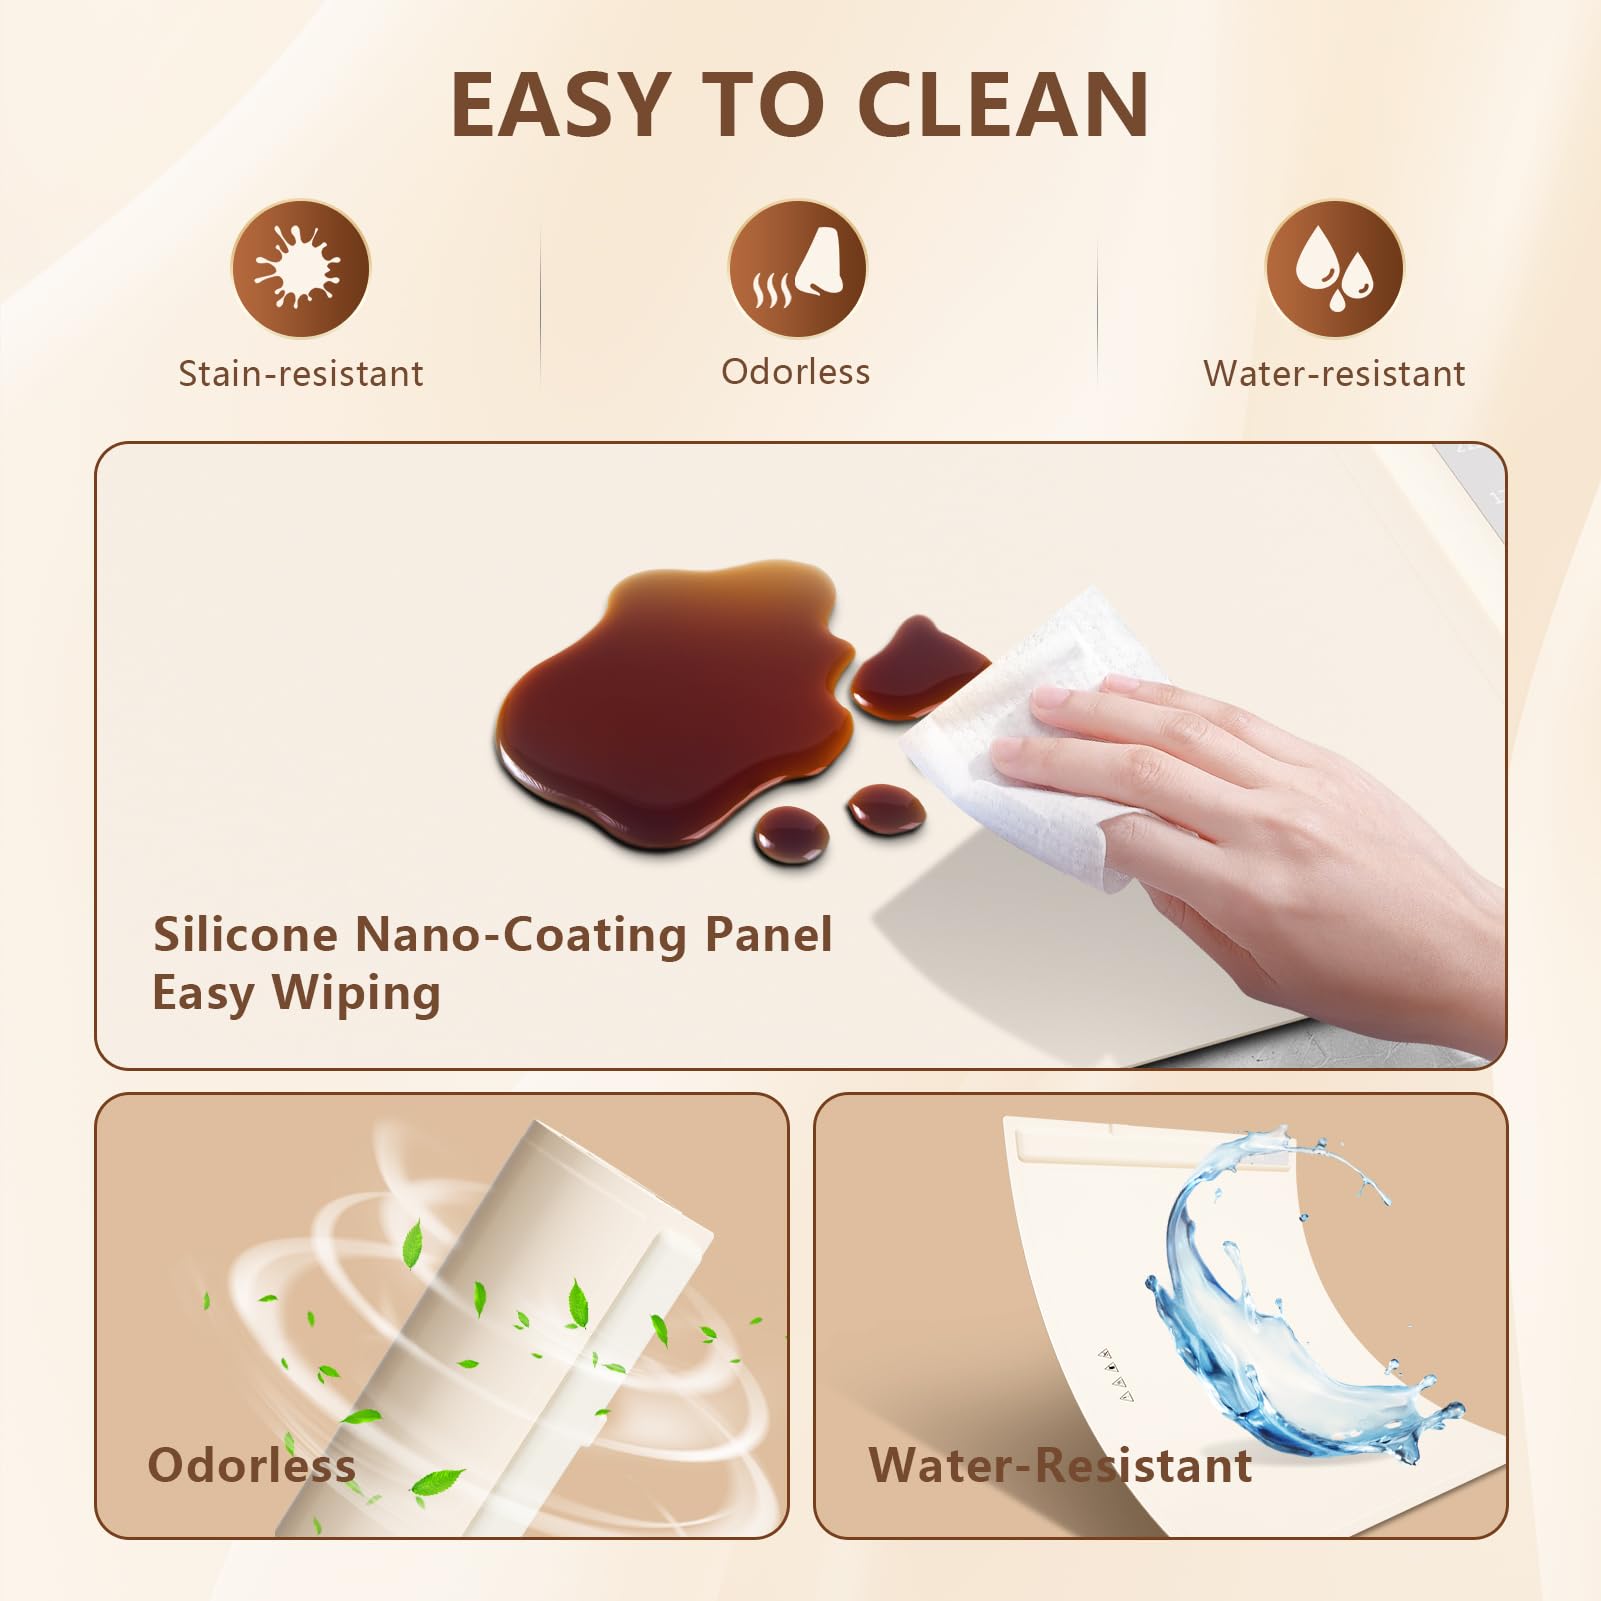 EASY TO CLEAN
Stain-resistant
Odorless
Water-resistant
Silicone Nano-Coating Panel
Easy Wiping
Odorless
Water-Resistant